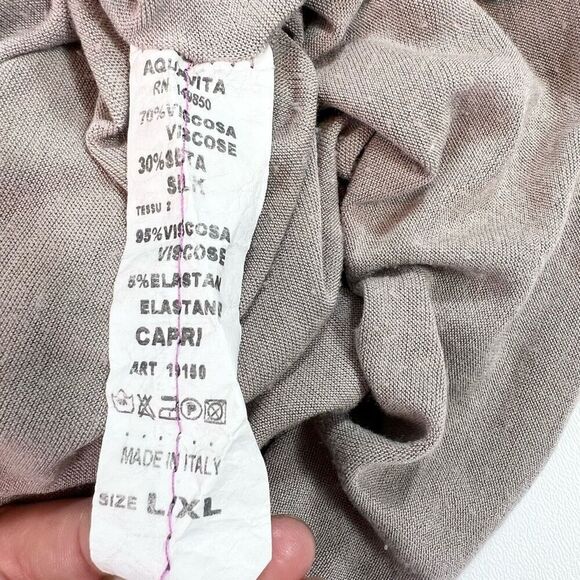 AQUAVITA
RN 149850
70%VISCOSA
VISCOSE
30%SETA
SILK
TESSU 2
95%VISCOSA
VISCOSE
5%ELASTAN
ELASTAN
CAPRI
ART 19150
P
MADE IN ITALY
SIZE L/XL